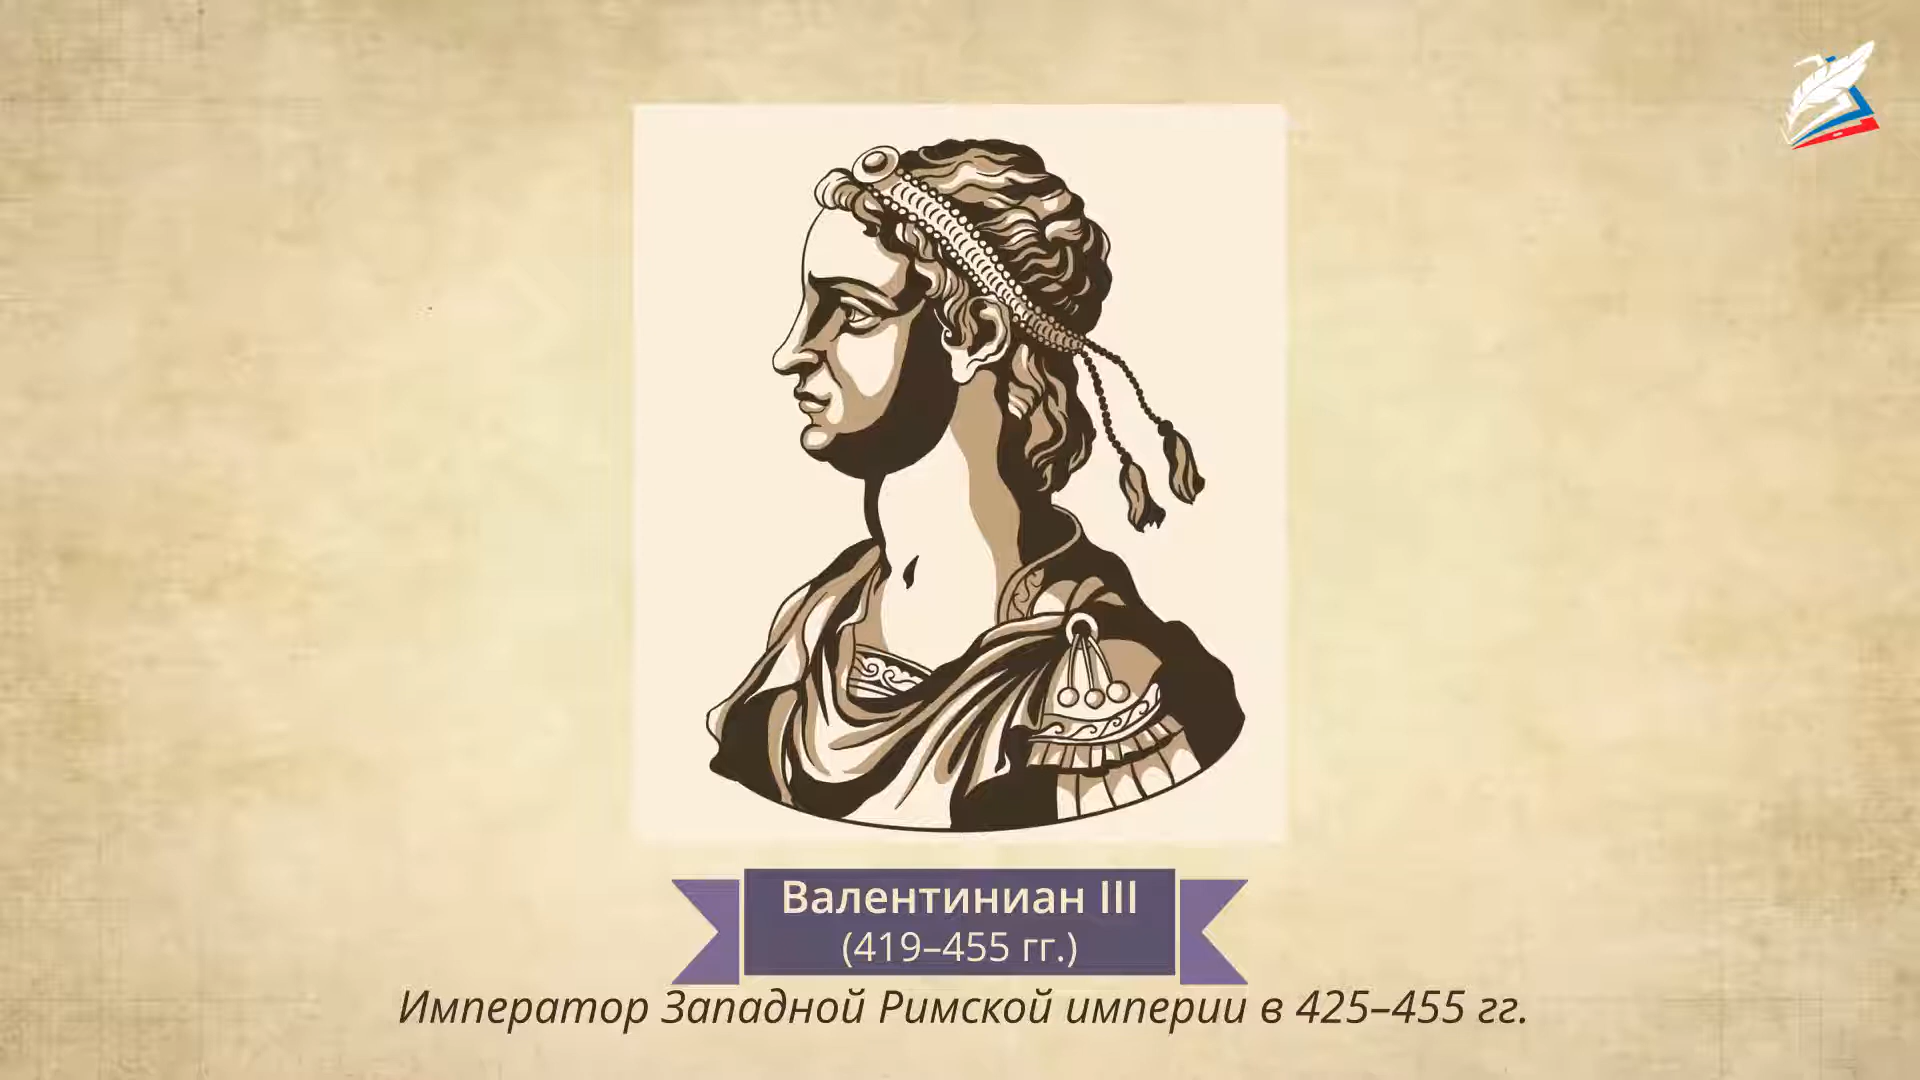 Валентиниан III
(419–455 гг.)
Император Западной Римской империи в 425–455 гг.